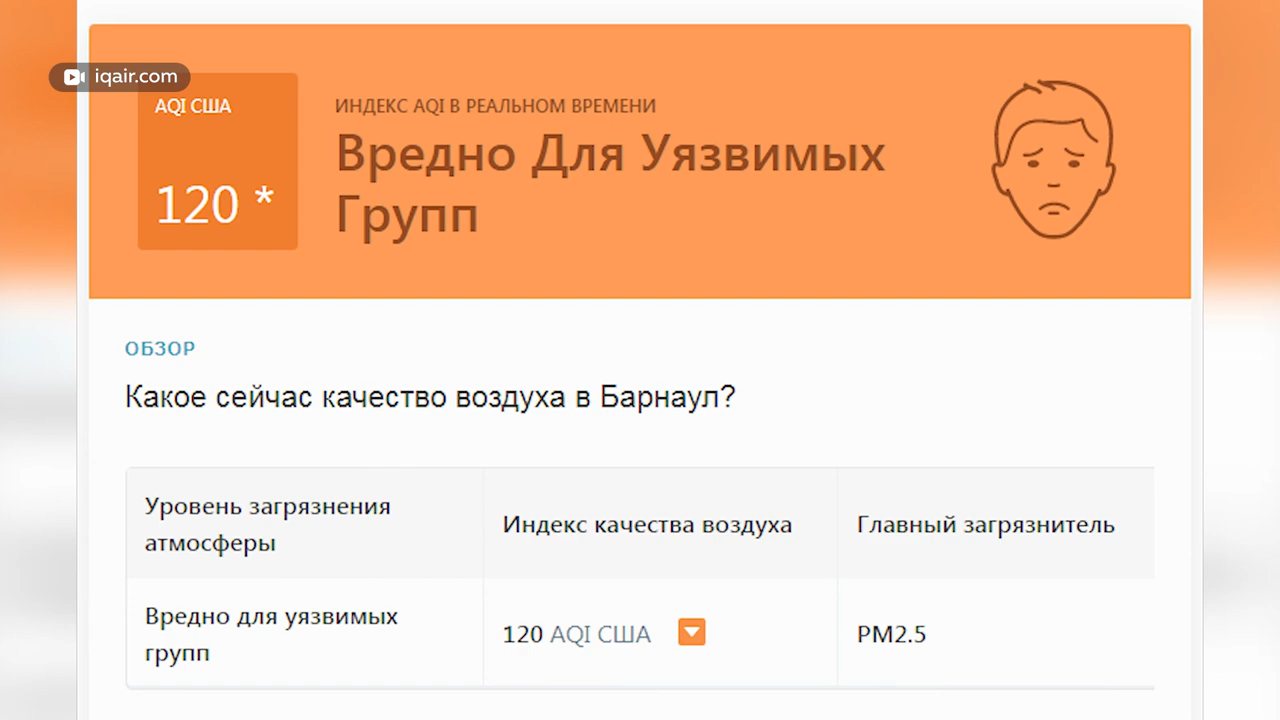 iqair.com
AQI США
120 *
ИНДЕКС AQI В РЕАЛЬНОМ ВРЕМЕНИ
Вредно Для Уязвимых
Групп
ОБЗОР
Какое сейчас качество воздуха в Барнаул?
Уровень загрязнения
атмосферы
Индекс качества воздуха
Главный загрязнитель
Вредно для уязвимых
групп
120 AQI США
PM2.5